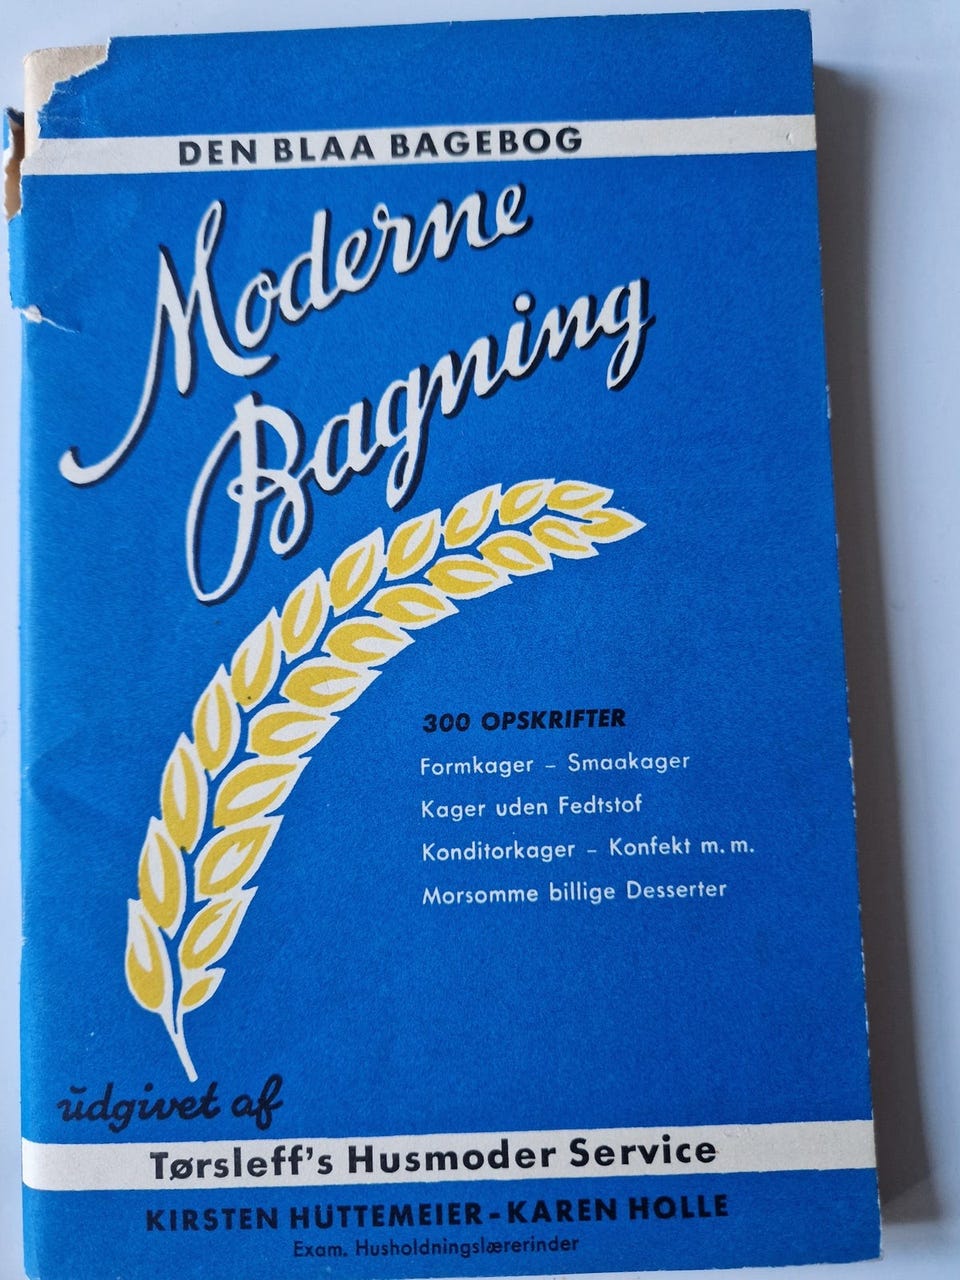 DEN BLAA BAGEBOG
Moderne
Bagning
300 OPSKRIFTER
Formkager – Smaakager
Kager uden Fedtstof
Konditorkager – Konfekt m. m.
Morsomme billige Desserter
udgivet af
Tørsleff's Husmoder Service
KIRSTEN HÜTTEMEIER - KAREN HOLLE
Exam. Husholdningslærerinder